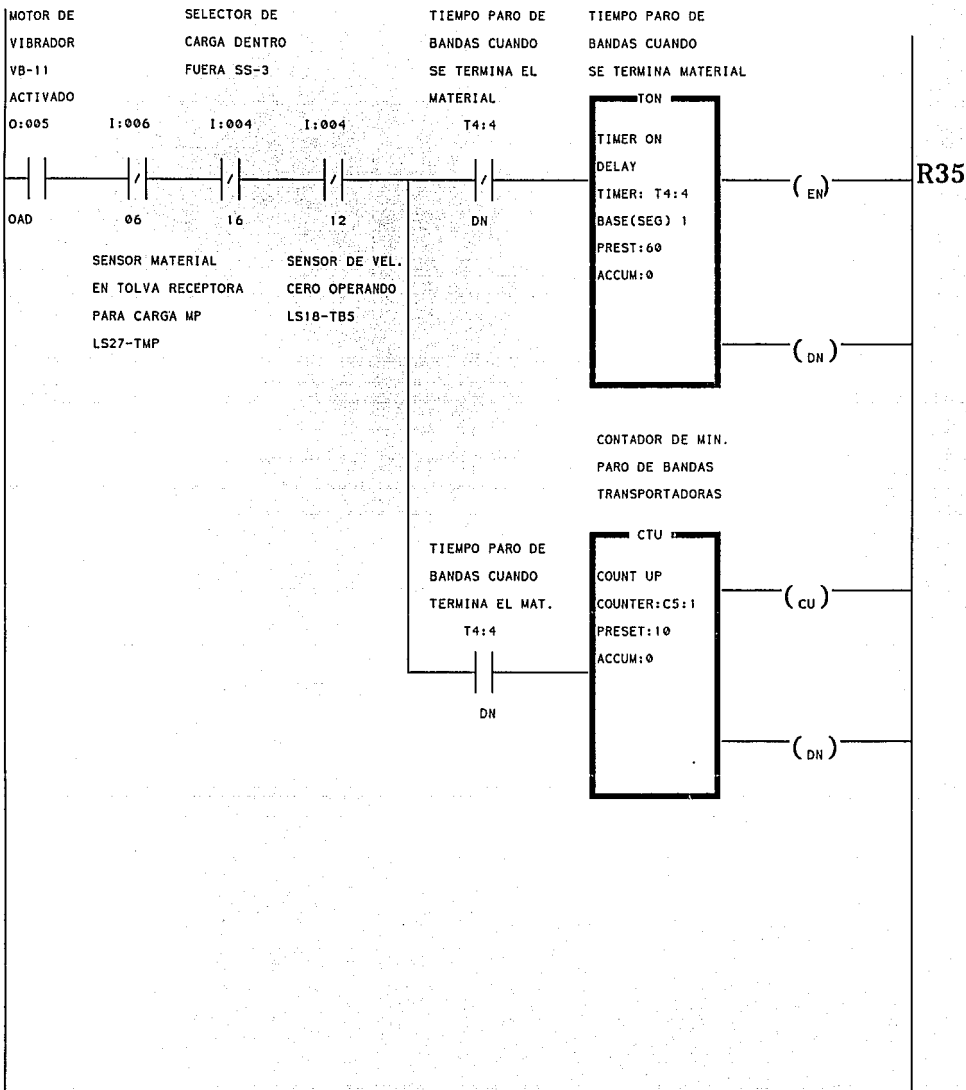 MOTOR DE
VIBRADOR
VB-11
ACTIVADO
O:005
OAD
I:006
06
SENSOR MATERIAL
EN TOLVA RECEPTORA
PARA CARGA MP
LS27-TMP
SELECTOR DE
CARGA DENTRO
FUERA SS-3
I:004
16
I:004
12
SENSOR DE VEL.
CERO OPERANDO
LS18-TB5
TIEMPO PARO DE
BANDAS CUANDO
SE TERMINA EL
MATERIAL
T4:4
DN
TIEMPO PARO DE
BANDAS CUANDO
SE TERMINA MATERIAL
TON
TIMER ON
DELAY
TIMER: T4:4
BASE(SEG) 1
PREST:60
ACCUM:0
(EN)
R35
(DN)
TIEMPO PARO DE
BANDAS CUANDO
TERMINA EL MAT.
T4:4
DN
CONTADOR DE MIN.
PARO DE BANDAS
TRANSPORTADORAS
CTU
COUNT UP
COUNTER:C5:1
PRESET:10
ACCUM:0
(CU)
(DN)